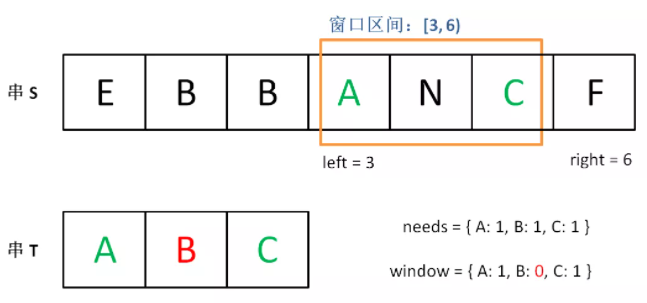 窗口区间：[3, 6)
串 S E B B A N C F
left = 3 right = 6
串 T A B C
needs = { A: 1, B: 1, C: 1 }
window = { A: 1, B: 0, C: 1 }